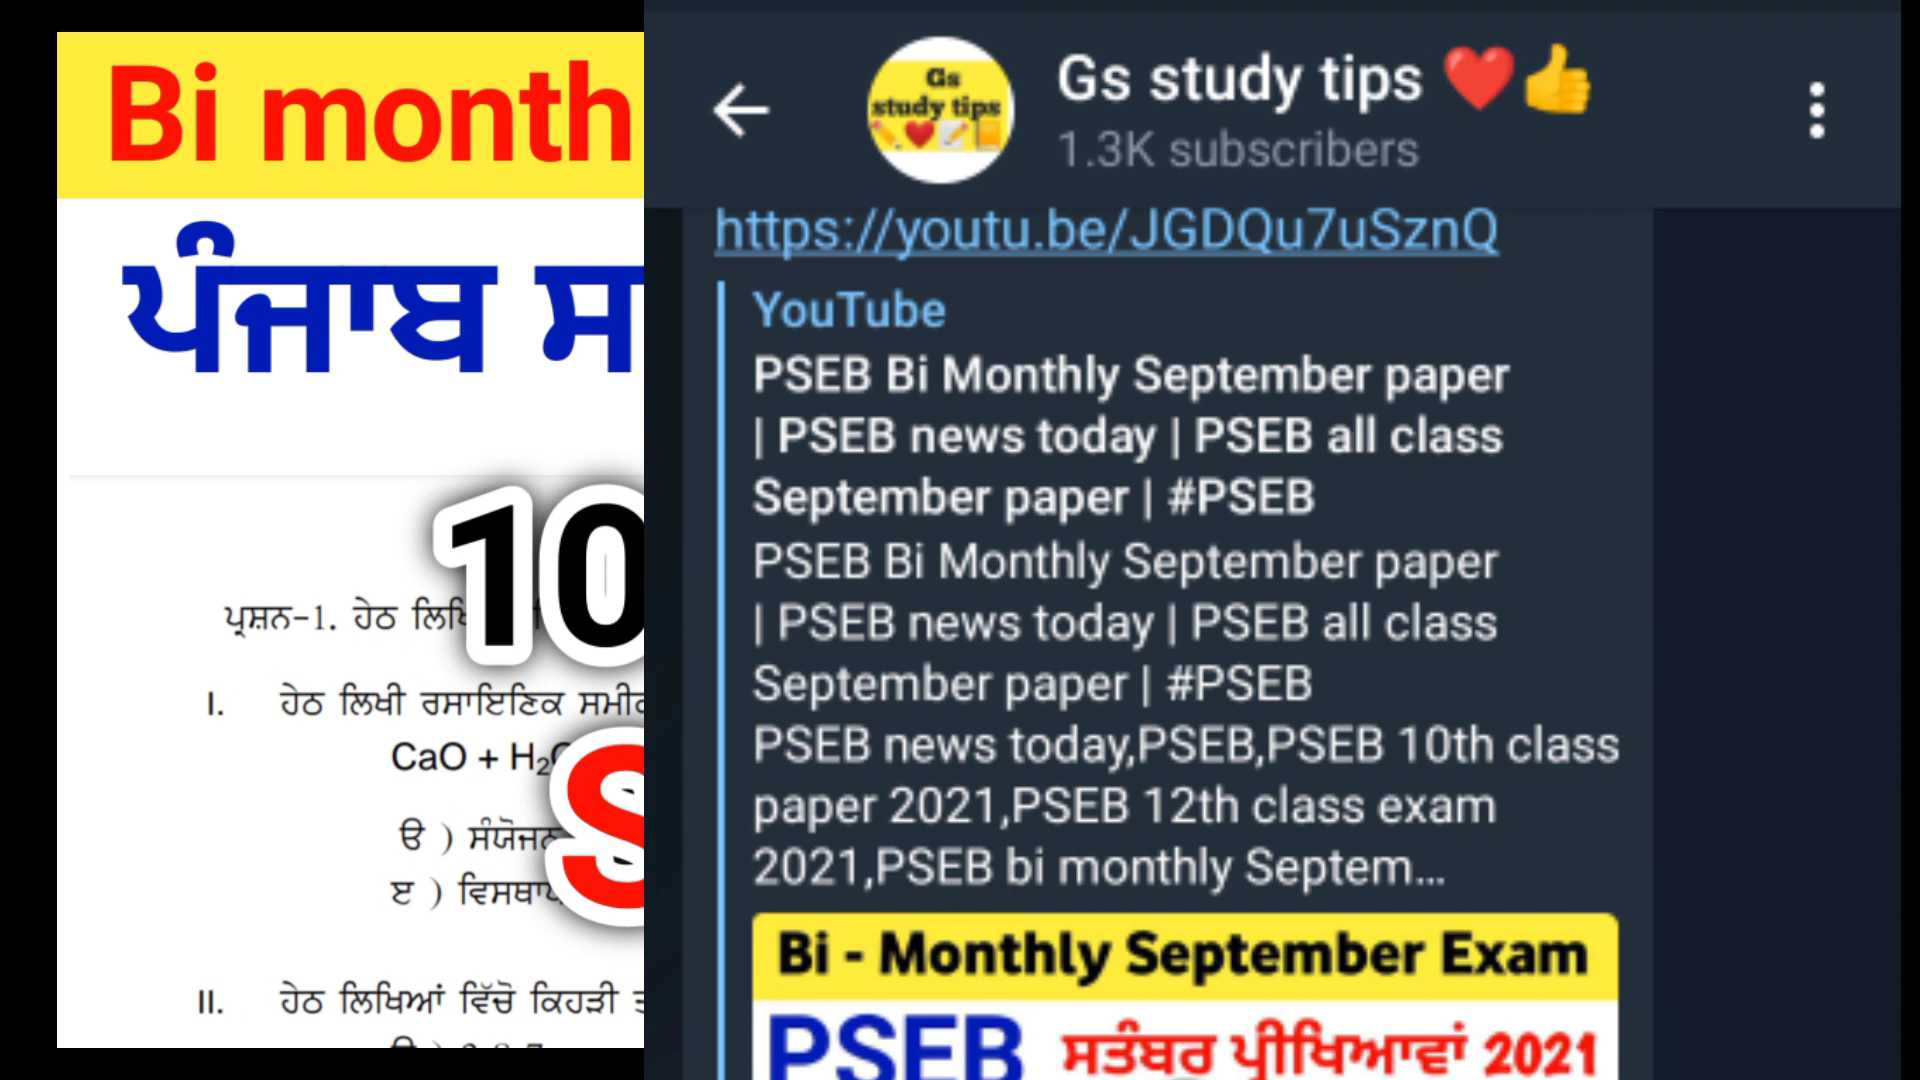 Bi month
ਪੰਜਾਬ ਸ
10
ਪ੍ਰਸ਼ਨ-1. ਹੇਠ
I. ਹੇਠ ਲਿਖੀ ਰਸਾਇਣਿਕ
CaO + H₂
S
ੳ )
ੲ )
II. ਹੇਠ ਲਿਖਿਆਂ ਵਿੱਚੋ ਕਿਹੜੀ
Gs
study tips
Gs study tips ❤️👍
1.3K subscribers
https://youtu.be/JGDQu7uSznQ
YouTube
PSEB Bi Monthly September paper
| PSEB news today | PSEB all class
September paper | #PSEB
PSEB Bi Monthly September paper
| PSEB news today | PSEB all class
September paper | #PSEB
PSEB news today,PSEB,PSEB 10th class
paper 2021,PSEB 12th class exam
2021,PSEB bi monthly Septem...
Bi - Monthly September Exam
PSEB ਸਤੰਬਰ ਪ੍ਰੀਖਿਆਵਾਂ 2021